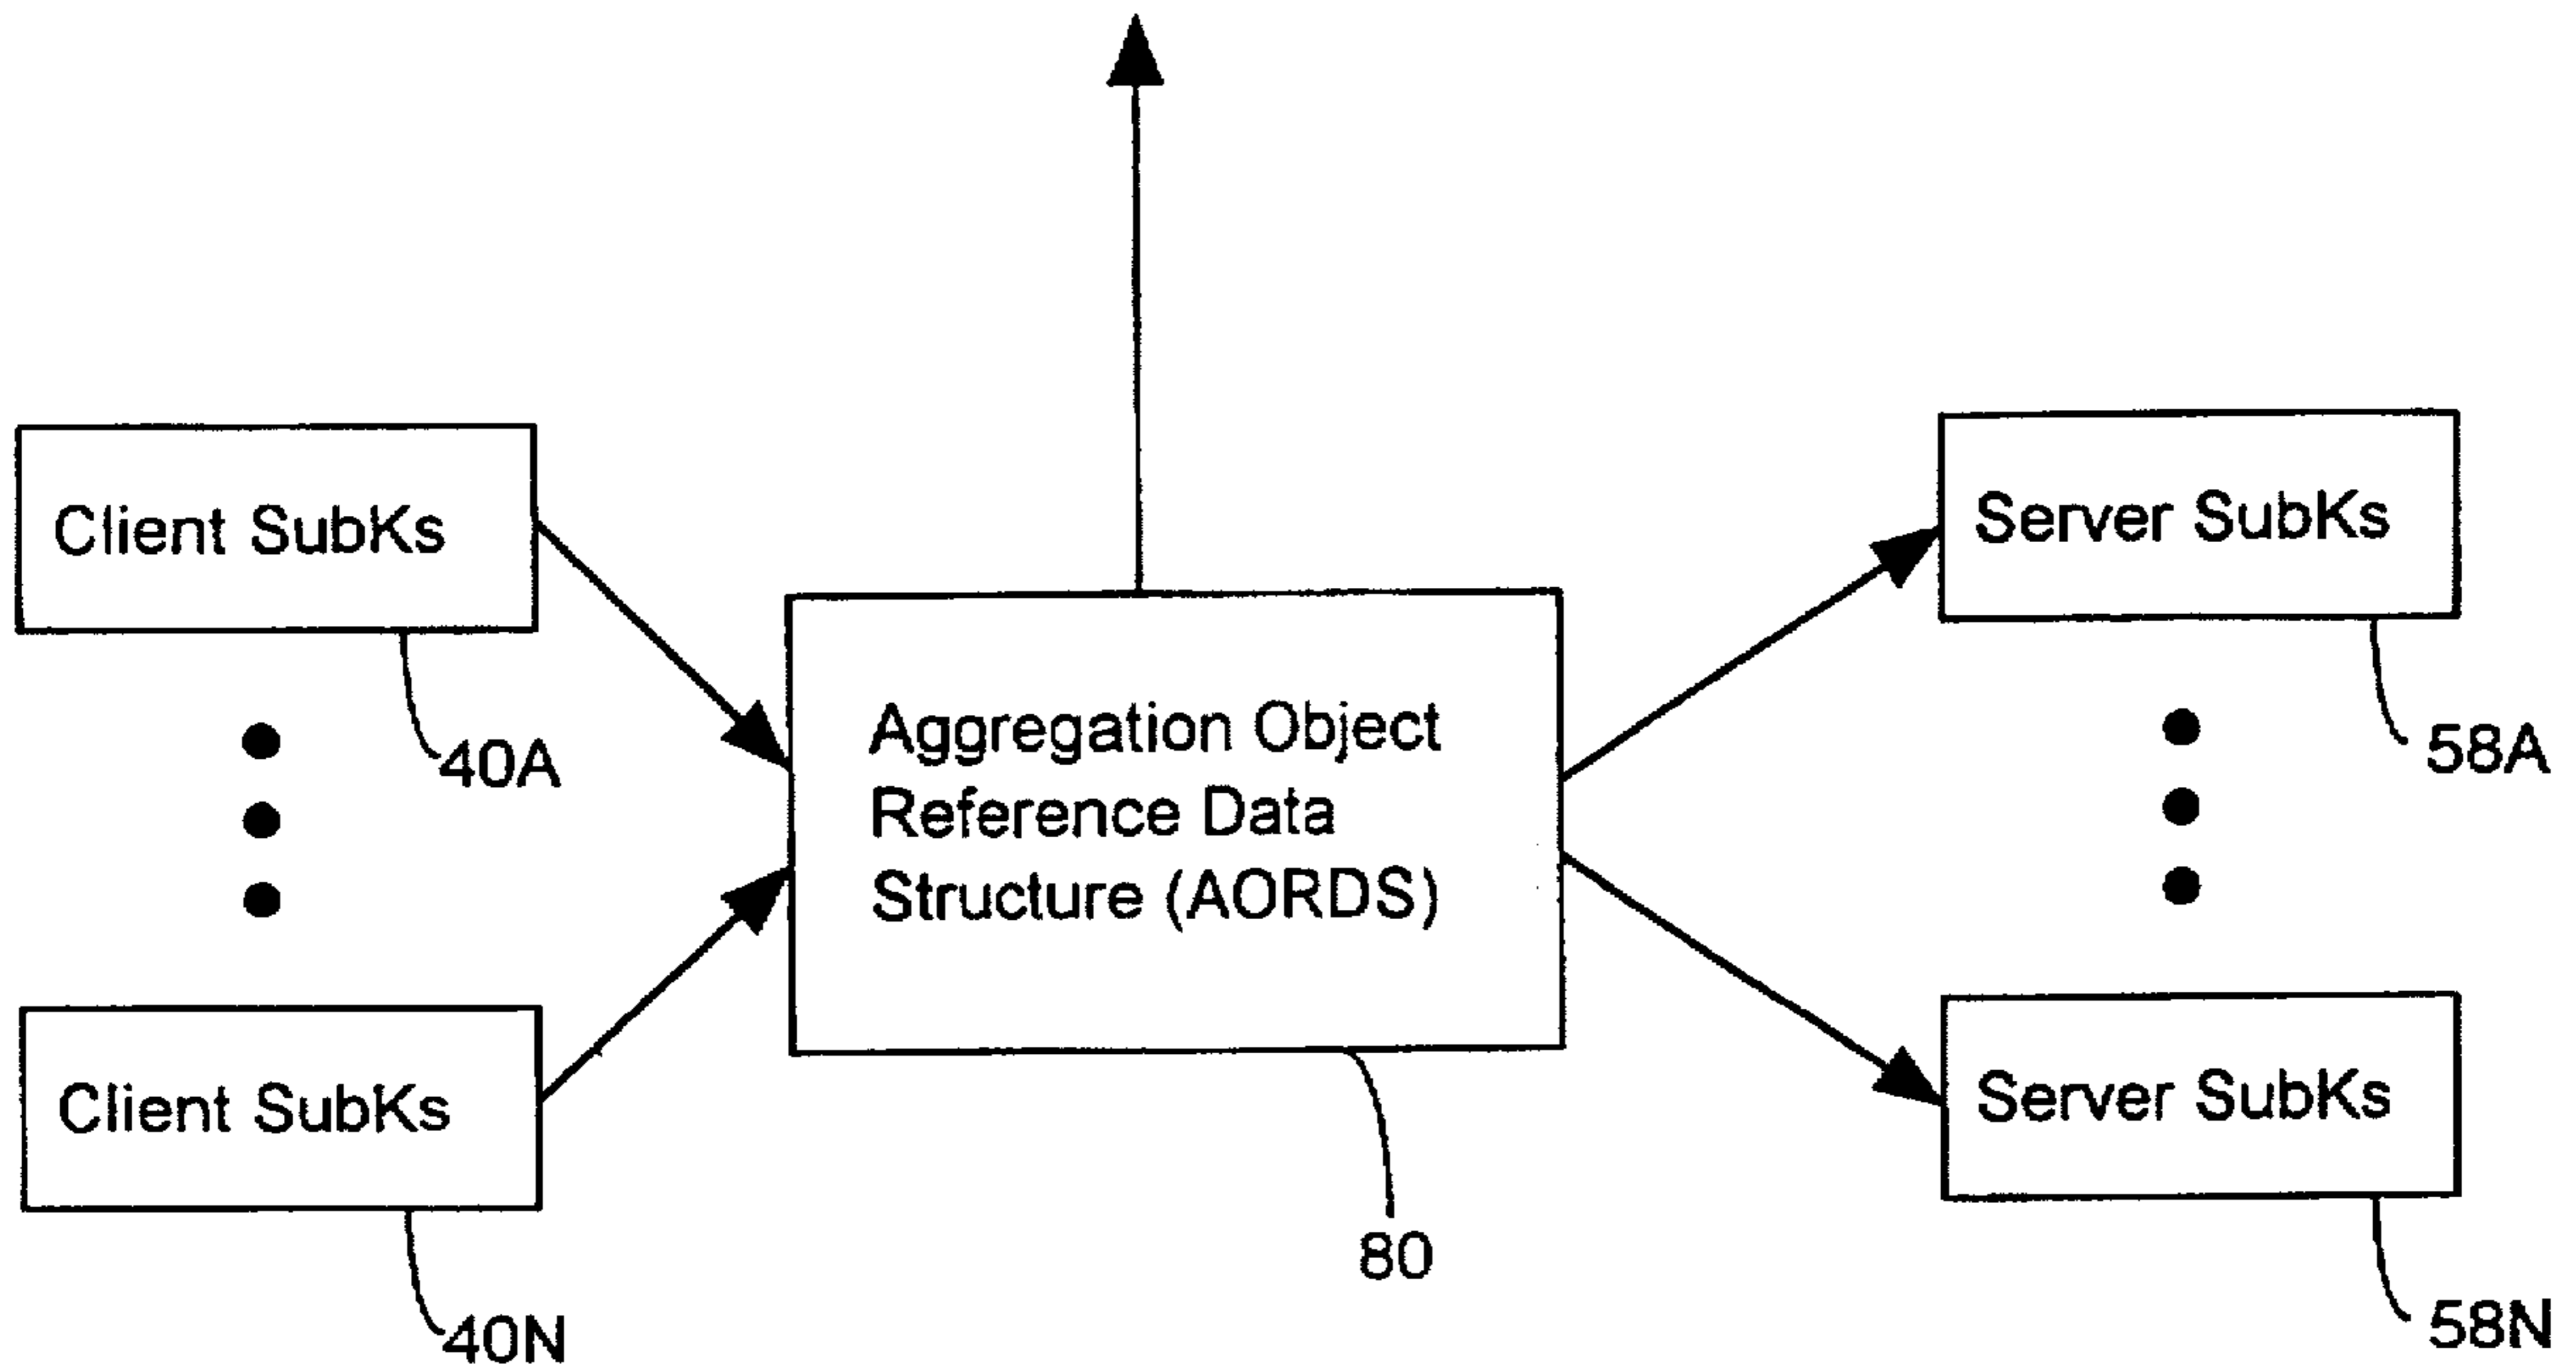 Client SubKs
40A
Client SubKs
40N
Aggregation Object
Reference Data
Structure (AORDS)
80
Server SubKs
58A
Server SubKs
58N